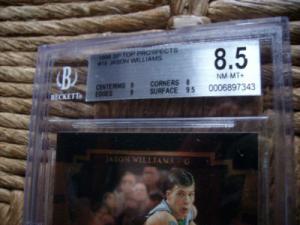 1998 SP TOP PROSPECTS
JASON WILLIAMS
8.5
NM-MT+
CENTERING 8 CORNERS 8
EDGES 9 SURFACE 9.5
0006897343
BECKETT
JASON WILLIAMS - G